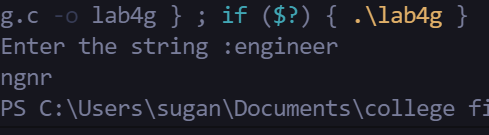 g.c -o lab4g } ; if ($?) { .\lab4g }
Enter the string :engineer
ngnr
PS C:\Users\sugan\Documents\college fi